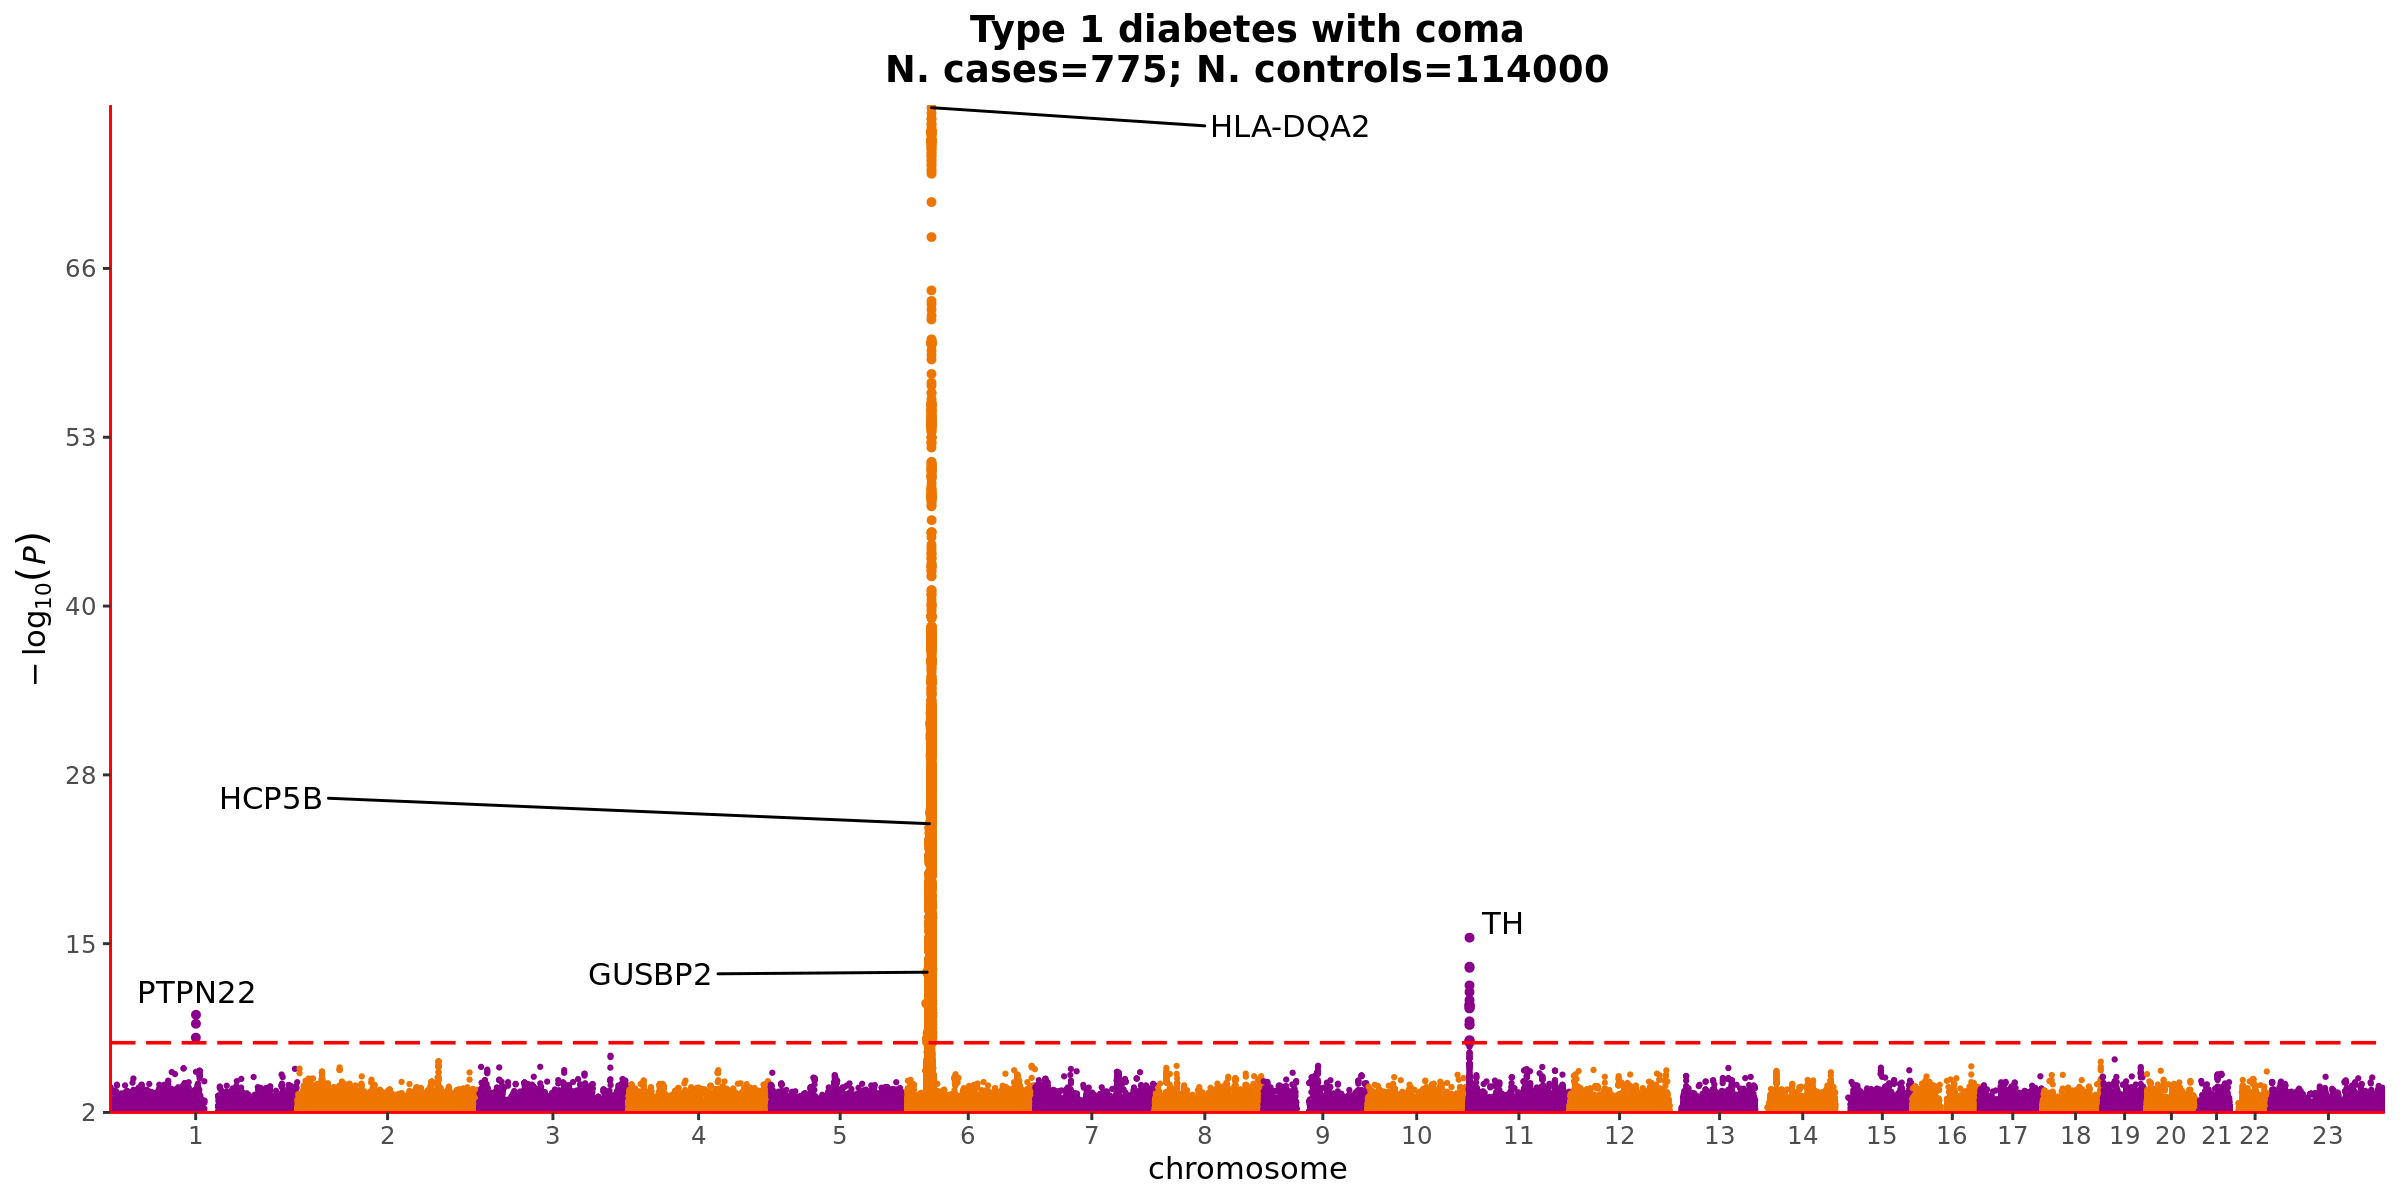 Type 1 diabetes with coma
N. cases=775; N. controls=114000
HLA-DQA2
66
53
40
28
15
2
−log10(P)
HCP5B
TH
GUSBP2
PTPN22
1 2 3 4 5 6 7 8 9 10 11 12 13 14 15 16 17 18 19 20 21 22 23
chromosome